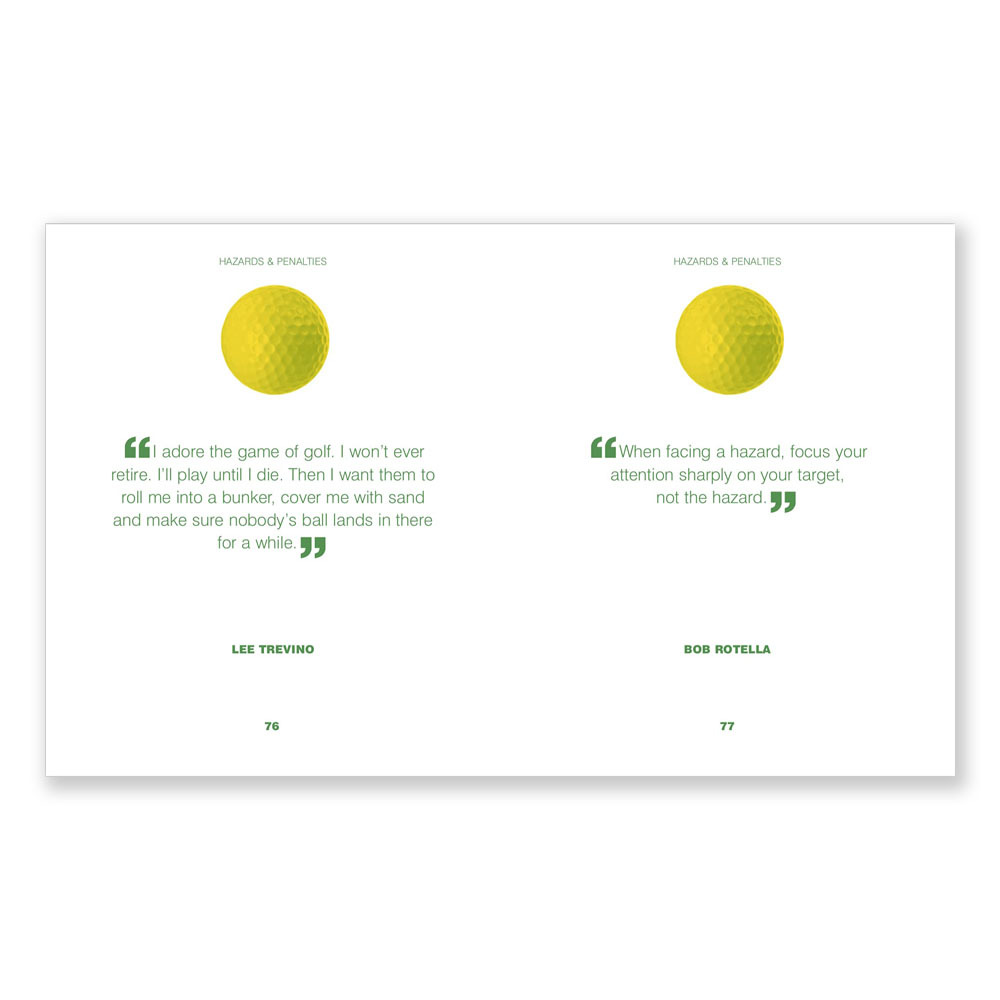 HAZARDS & PENALTIES
“I adore the game of golf. I won’t ever
retire. I’ll play until I die. Then I want them to
roll me into a bunker, cover me with sand
and make sure nobody’s ball lands in there
for a while.”
LEE TREVINO
76
HAZARDS & PENALTIES
“When facing a hazard, focus your
attention sharply on your target,
not the hazard.”
BOB ROTELLA
77